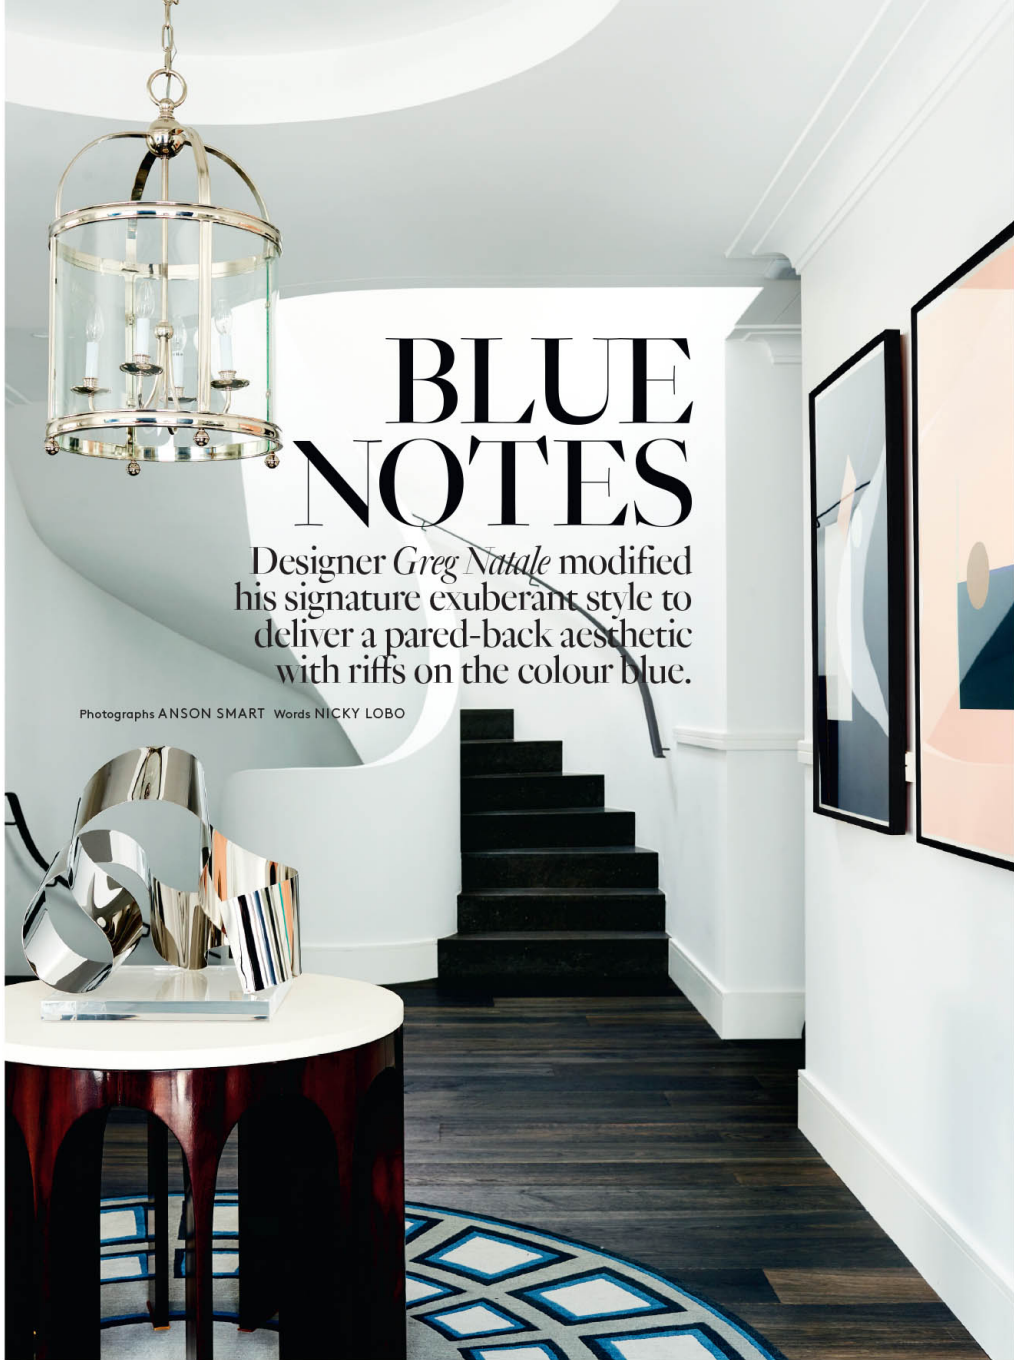 BLUE
NOTES
Designer Greg Natale modified
his signature exuberant style to
deliver a pared-back aesthetic
with riffs on the colour blue.
Photographs ANSON SMART Words NICKY LOBO